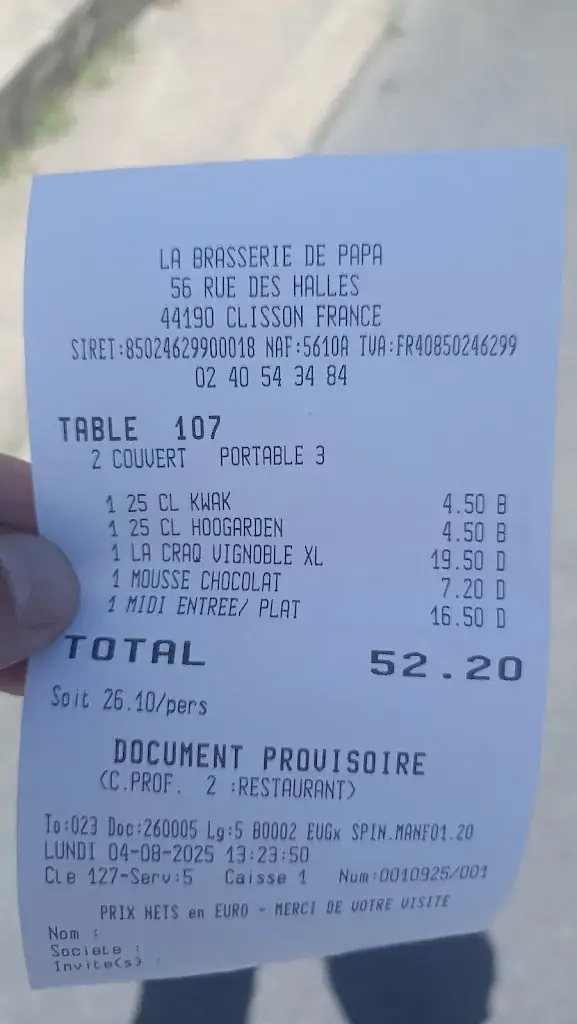 LA BRASSERIE DE PAPA
56 RUE DES HALLES
44190 CLISSON FRANCE
SIRET:85024629900018 NAF:5610A TVA:FR40850246299
02 40 54 34 84
TABLE 107
2 COUVERT PORTABLE 3
1 25 CL KWAK 4.50 B
1 25 CL HOOGARDEN 4.50 B
1 LA CRAQ VIGNOBLE XL 19.50 D
1 MOUSSE CHOCOLAT 7.20 D
1 MIDI ENTREE/ PLAT 16.50 D
TOTAL 52.20
Soit 26.10/pers
DOCUMENT PROVISOIRE
(C.PROF. 2 :RESTAURANT)
To:023 Doc:260005 Lg:5 B0002 EUGx SPIN.MANF01.20
LUNDI 04-08-2025 13:23:50
Cle 127-Serv:5 Caisse 1 Num:0010925/001
PRIX NETS en EURO - MERCI DE VOTRE VISITE
Nom :
Societe :
Invite(s) :